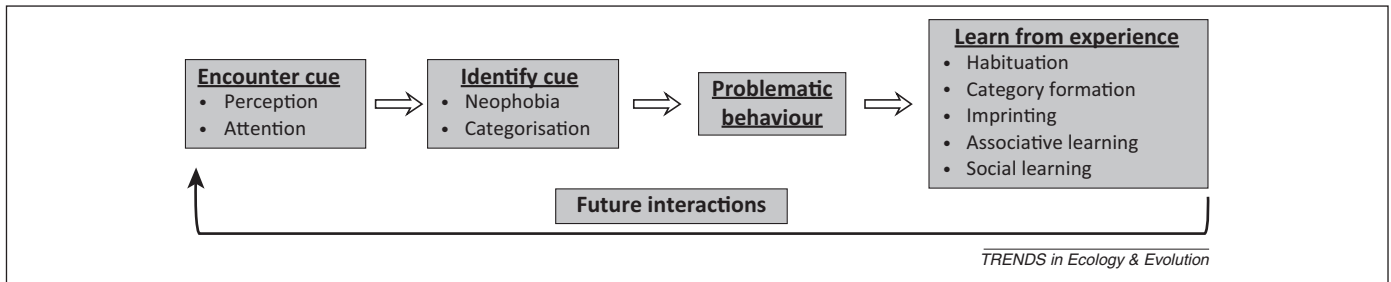 Encounter cue
• Perception
• Attention
Identify cue
• Neophobia
• Categorisation
Problematic
behaviour
Learn from experience
• Habituation
• Category formation
• Imprinting
• Associative learning
• Social learning
Future interactions
TRENDS in Ecology & Evolution